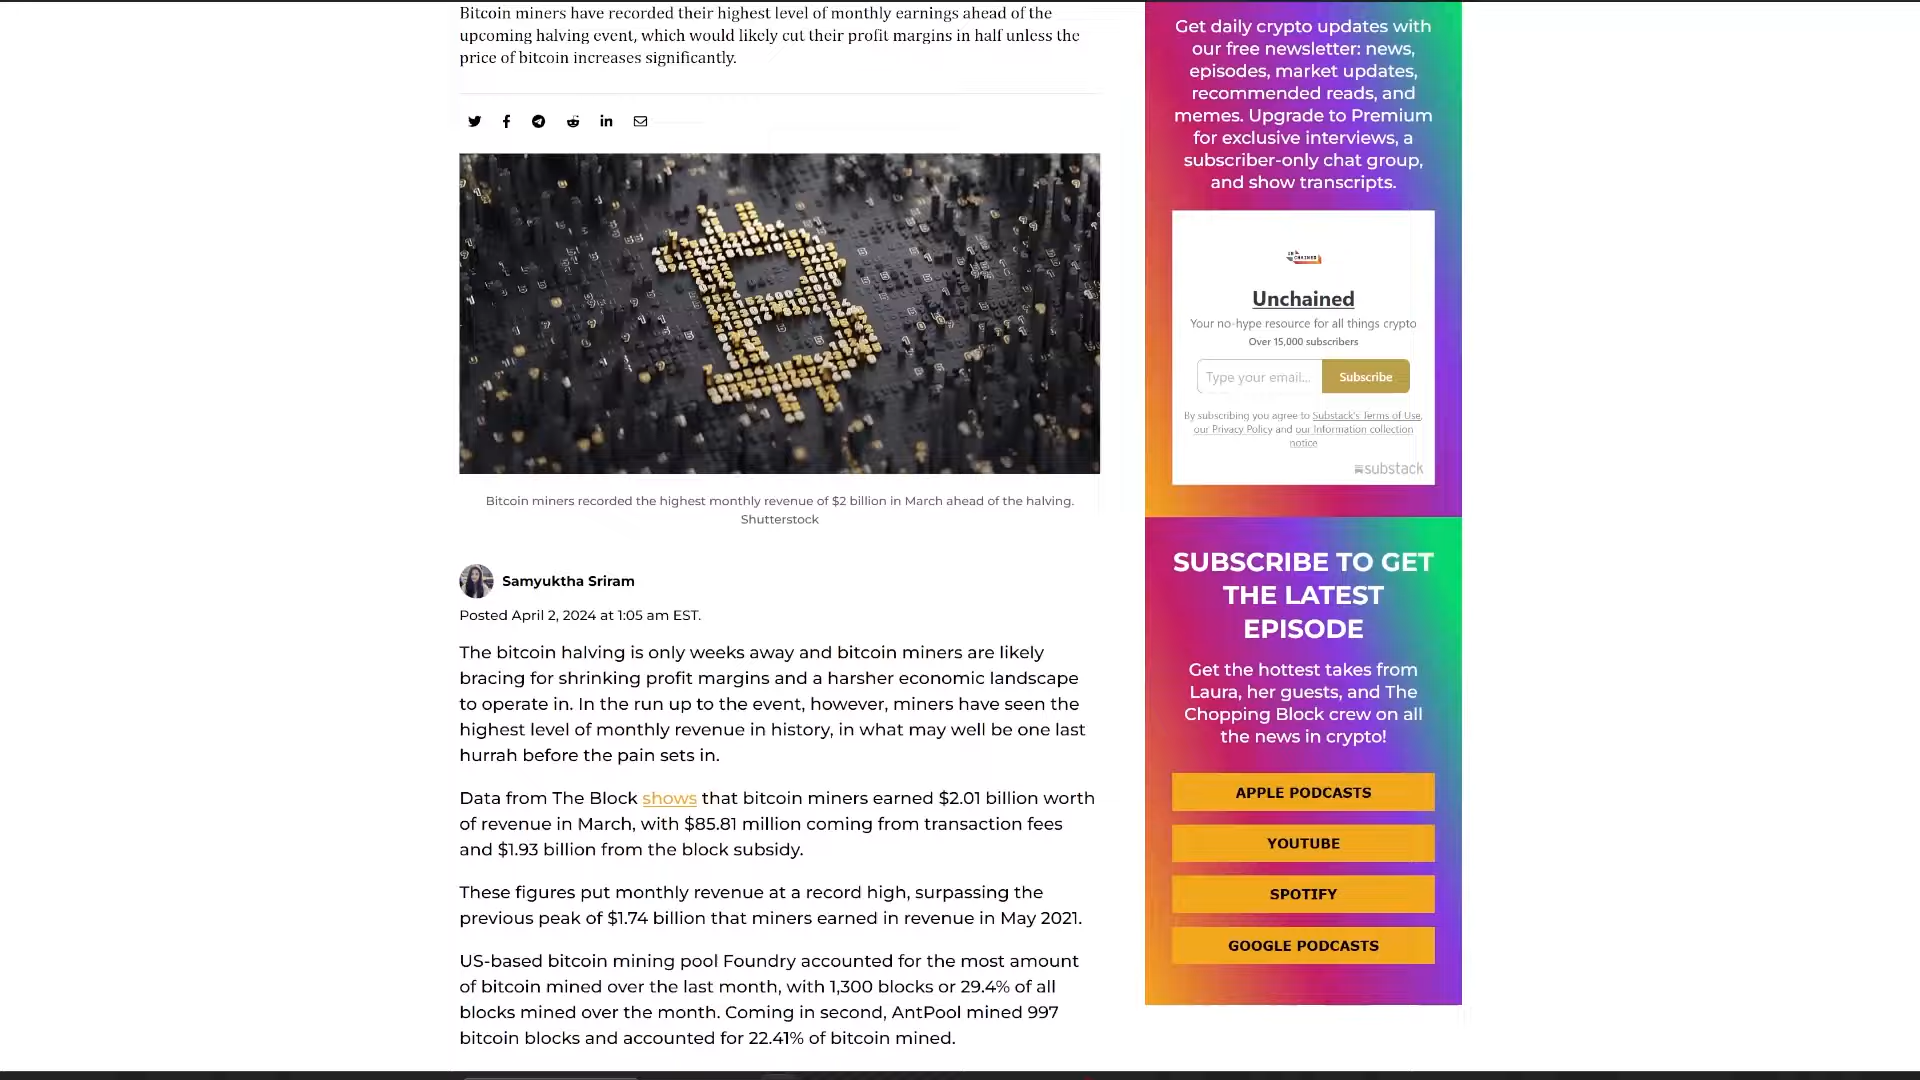 Bitcoin miners have recorded their highest level of monthly earnings ahead of the
upcoming halving event, which would likely cut their profit margins in half unless the
price of bitcoin increases significantly.
Bitcoin miners recorded the highest monthly revenue of $2 billion in March ahead of the halving.
Shutterstock
Samyuktha Sriram
Posted April 2, 2024 at 1:05 am EST.
The bitcoin halving is only weeks away and bitcoin miners are likely
bracing for shrinking profit margins and a harsher economic landscape
to operate in. In the run up to the event, however, miners have seen the
highest level of monthly revenue in history, in what may well be one last
hurrah before the pain sets in.
Data from The Block shows that bitcoin miners earned $2.01 billion worth
of revenue in March, with $85.81 million coming from transaction fees
and $1.93 billion from the block subsidy.
These figures put monthly revenue at a record high, surpassing the
previous peak of $1.74 billion that miners earned in revenue in May 2021.
US-based bitcoin mining pool Foundry accounted for the most amount
of bitcoin mined over the last month, with 1,300 blocks or 29.4% of all
blocks mined over the month. Coming in second, AntPool mined 997
bitcoin blocks and accounted for 22.41% of bitcoin mined.
Get daily crypto updates with
our free newsletter: news,
episodes, market updates,
recommended reads, and
memes. Upgrade to Premium
for exclusive interviews, a
subscriber-only chat group,
and show transcripts.
Unchained
Your no-hype resource for all things crypto
Over 15,000 subscribers
Type your email...
Subscribe
By subscribing you agree to Substack's Terms of Use,
our Privacy Policy and our Information collection
notice
substack
SUBSCRIBE TO GET
THE LATEST
EPISODE
Get the hottest takes from
Laura, her guests, and The
Chopping Block crew on all
the news in crypto!
APPLE PODCASTS
YOUTUBE
SPOTIFY
GOOGLE PODCASTS